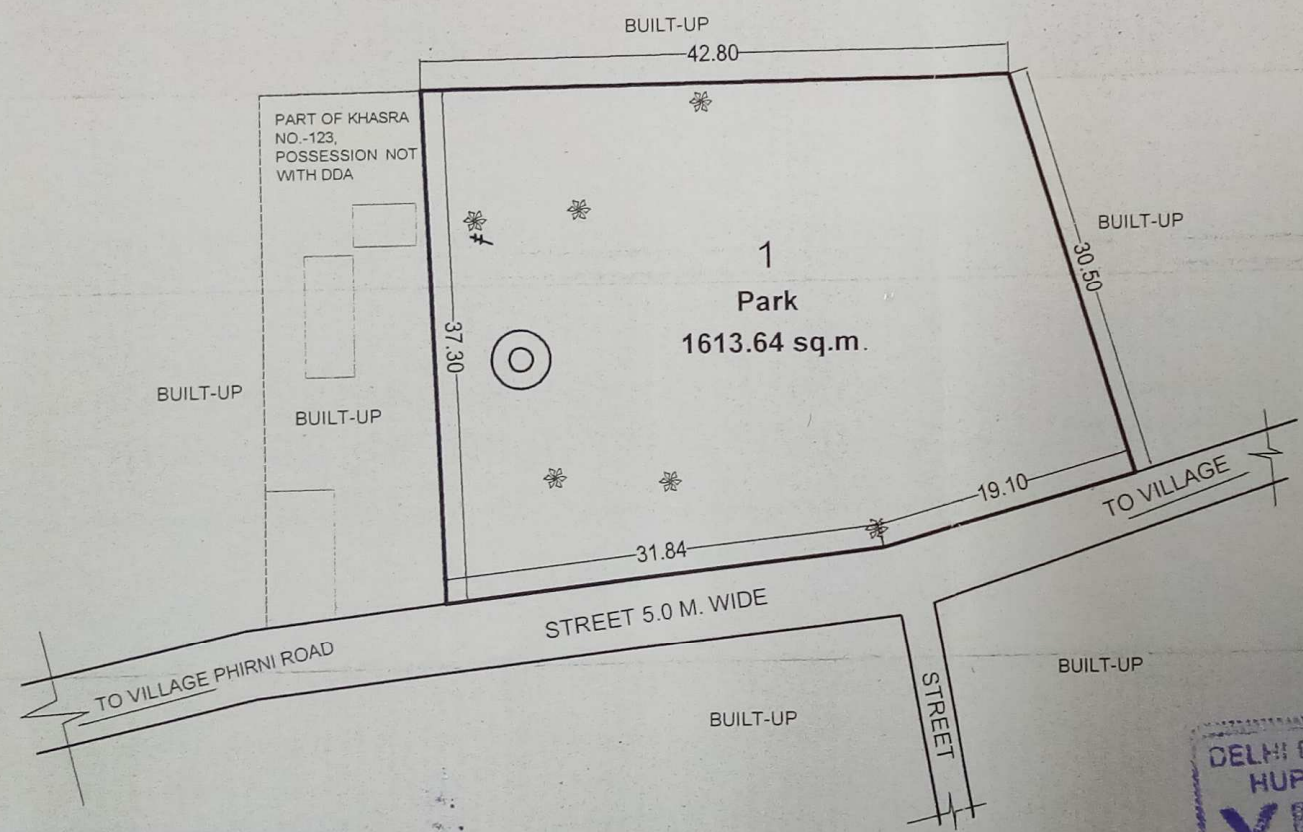 BUILT-UP
42.80
PART OF KHASRA
NO.-123,
POSSESSION NOT
WITH DDA
BUILT-UP
30.50
1
Park
1613.64 sq.m.
37.30
BUILT-UP
BUILT-UP
19.10
TO VILLAGE
31.84
STREET 5.0 M. WIDE
TO VILLAGE PHIRNI ROAD
BUILT-UP
STREET
BUILT-UP
DELHI
HUP